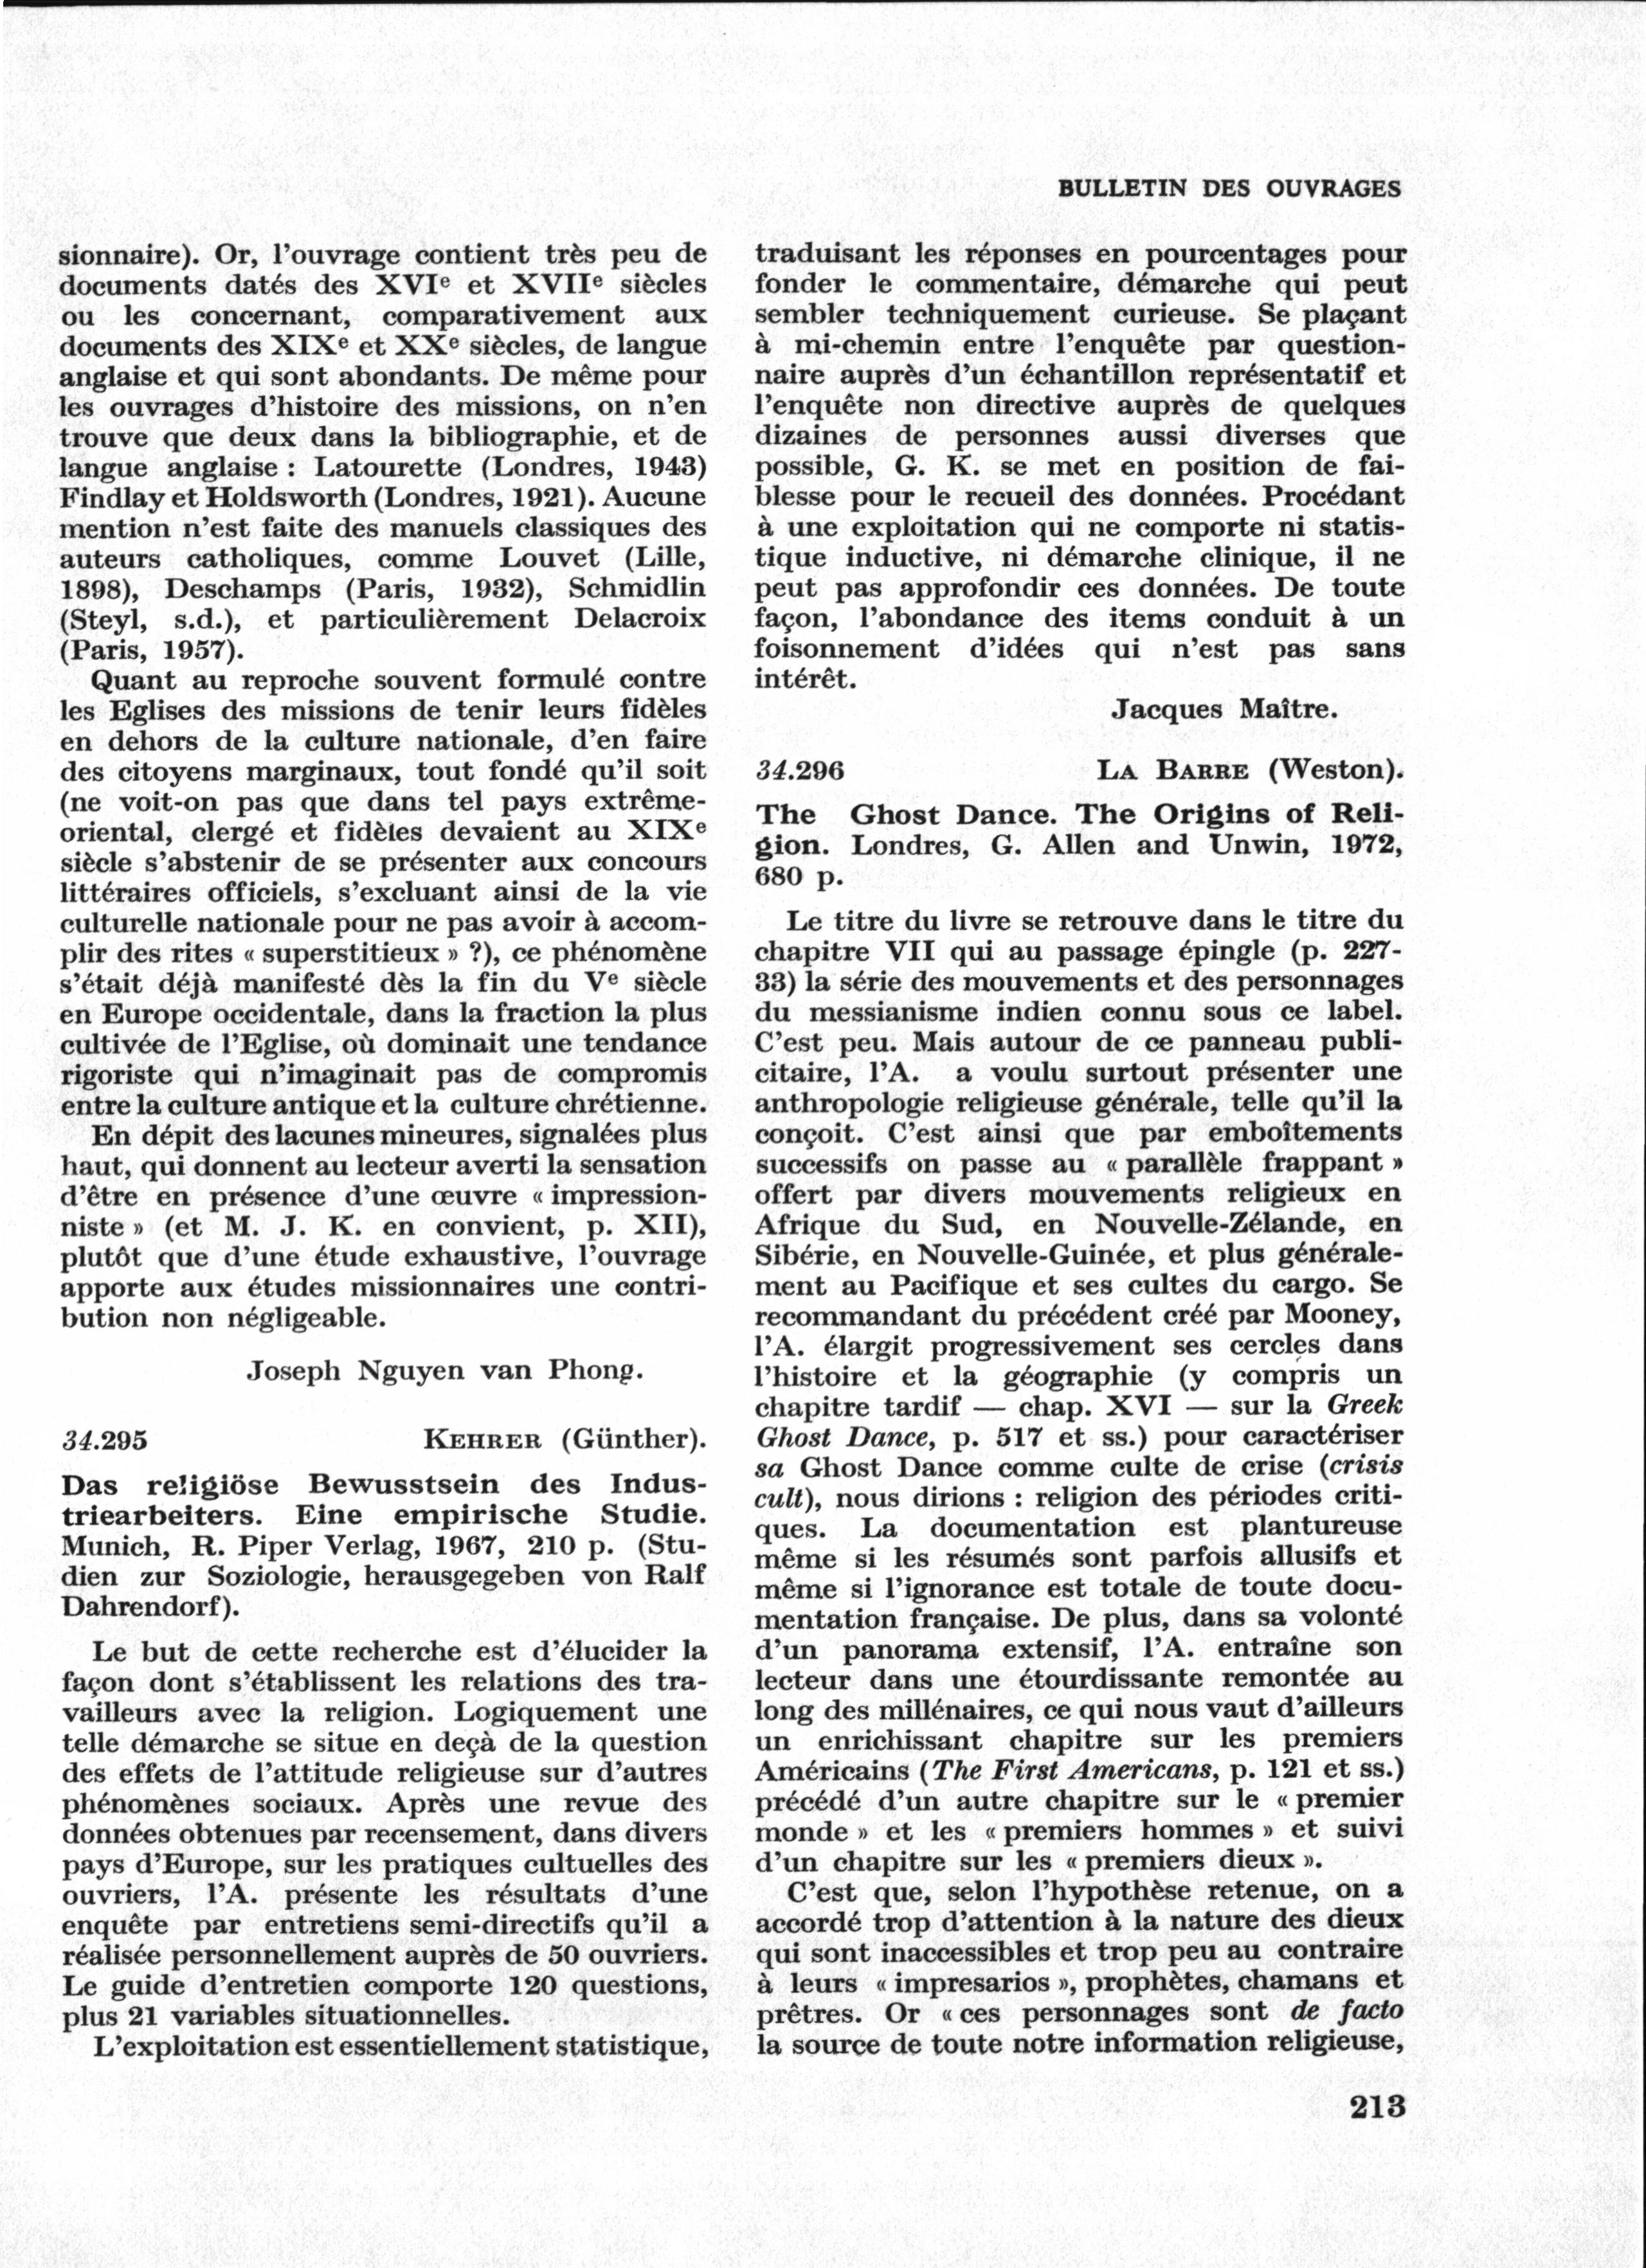 BULLETIN DES OUVRAGES
sionnaire). Or, l'ouvrage contient très peu de
documents datés des XVIe et XVIIe siècles
ou les concernant, comparativement aux
documents des XIXe et XXe siècles, de langue
anglaise et qui sont abondants. De même pour
les ouvrages d'histoire des missions, on n'en
trouve que deux dans la bibliographie, et de
langue anglaise : Latourette (Londres, 1943)
Findlay et Holdsworth (Londres, 1921). Aucune
mention n'est faite des manuels classiques des
auteurs catholiques, comme Louvet (Lille,
1898), Deschamps (Paris, 1932), Schmidlin
(Steyl, s.d.), et particulièrement Delacroix
(Paris, 1957).
Quant au reproche souvent formulé contre
les Eglises des missions de tenir leurs fidèles
en dehors de la culture nationale, d'en faire
des citoyens marginaux, tout fondé qu'il soit
(ne voit-on pas que dans tel pays extrême-
oriental, clergé et fidèles devaient au XIXe
siècle s'abstenir de se présenter aux concours
littéraires officiels, s'excluant ainsi de la vie
culturelle nationale pour ne pas avoir à accom-
plir des rites « superstitieux » ?), ce phénomène
s'était déjà manifesté dès la fin du Ve siècle
en Europe occidentale, dans la fraction la plus
cultivée de l'Eglise, où dominait une tendance
rigoriste qui n'imaginait pas de compromis
entre la culture antique et la culture chrétienne.
En dépit des lacunes mineures, signalées plus
haut, qui donnent au lecteur averti la sensation
d'être en présence d'une œuvre « impression-
niste » (et M. J. K. en convient, p. XII),
plutôt que d'une étude exhaustive, l'ouvrage
apporte aux études missionnaires une contri-
bution non négligeable.
Joseph Nguyen van Phong.
34.295 KEHRER (Günther).
Das religiöse Bewusstsein des Indus-
triearbeiters. Eine empirische Studie.
Munich, R. Piper Verlag, 1967, 210 p. (Stu-
dien zur Soziologie, herausgegeben von Ralf
Dahrendorf).
Le but de cette recherche est d'élucider la
façon dont s'établissent les relations des tra-
vailleurs avec la religion. Logiquement une
telle démarche se situe en deçà de la question
des effets de l'attitude religieuse sur d'autres
phénomènes sociaux. Après une revue des
données obtenues par recensement, dans divers
pays d'Europe, sur les pratiques cultuelles des
ouvriers, l'A. présente les résultats d'une
enquête par entretiens semi-directifs qu'il a
réalisée personnellement auprès de 50 ouvriers.
Le guide d'entretien comporte 120 questions,
plus 21 variables situationnelles.
L'exploitation est essentiellement statistique,
traduisant les réponses en pourcentages pour
fonder le commentaire, démarche qui peut
sembler techniquement curieuse. Se plaçant
à mi-chemin entre l'enquête par question-
naire auprès d'un échantillon représentatif et
l'enquête non directive auprès de quelques
dizaines de personnes aussi diverses que
possible, G. K. se met en position de fai-
blesse pour le recueil des données. Procédant
à une exploitation qui ne comporte ni statis-
tique inductive, ni démarche clinique, il ne
peut pas approfondir ces données. De toute
façon, l'abondance des items conduit à un
foisonnement d'idées qui n'est pas sans
intérêt.
Jacques Maître.
34.296 LA BARRE (Weston).
The Ghost Dance. The Origins of Reli-
gion. Londres, G. Allen and Unwin, 1972,
680 p.
Le titre du livre se retrouve dans le titre du
chapitre VII qui au passage épingle (p. 227-
33) la série des mouvements et des personnages
du messianisme indien connu sous ce label.
C'est peu. Mais autour de ce panneau publi-
citaire, l'A. a voulu surtout présenter une
anthropologie religieuse générale, telle qu'il la
conçoit. C'est ainsi que par emboîtements
successifs on passe au « parallèle frappant »
offert par divers mouvements religieux en
Afrique du Sud, en Nouvelle-Zélande, en
Sibérie, en Nouvelle-Guinée, et plus générale-
ment au Pacifique et ses cultes du cargo. Se
recommandant du précédent créé par Mooney,
l'A. élargit progressivement ses cercles dans
l'histoire et la géographie (y compris un
chapitre tardif — chap. XVI — sur la Greek
Ghost Dance, p. 517 et ss.) pour caractériser
sa Ghost Dance comme culte de crise (crisis
cult), nous dirions : religion des périodes criti-
ques. La documentation est plantureuse
même si les résumés sont parfois allusifs et
même si l'ignorance est totale de toute docu-
mentation française. De plus, dans sa volonté
d'un panorama extensif, l'A. entraîne son
lecteur dans une étourdissante remontée au
long des millénaires, ce qui nous vaut d'ailleurs
un enrichissant chapitre sur les premiers
Américains (The First Americans, p. 121 et ss.)
précédé d'un autre chapitre sur le « premier
monde » et les « premiers hommes » et suivi
d'un chapitre sur les « premiers dieux ».
C'est que, selon l'hypothèse retenue, on a
accordé trop d'attention à la nature des dieux
qui sont inaccessibles et trop peu au contraire
à leurs « impresarios », prophètes, chamans et
prêtres. Or « ces personnages sont de facto
la source de toute notre information religieuse,
213